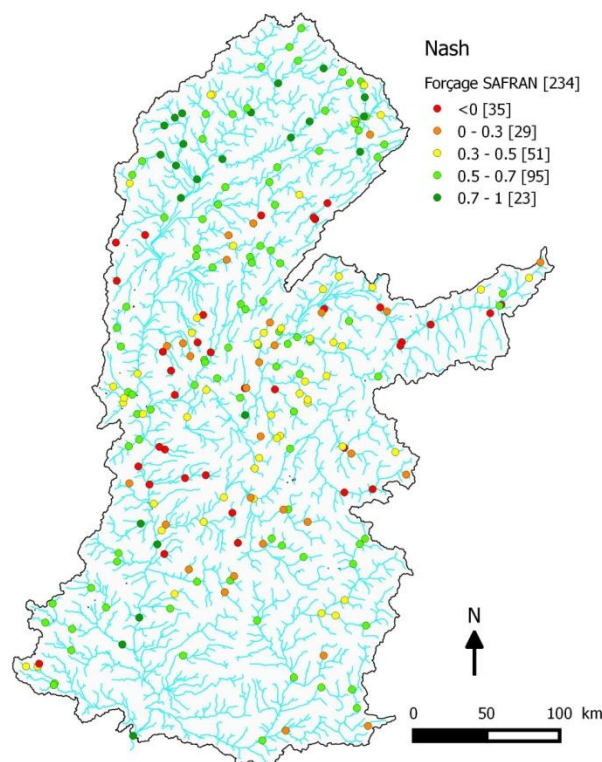 Nash
Forçage SAFRAN [234]
<0 [35]
0 - 0.3 [29]
0.3 - 0.5 [51]
0.5 - 0.7 [95]
0.7 - 1 [23]
N
0 50 100 km